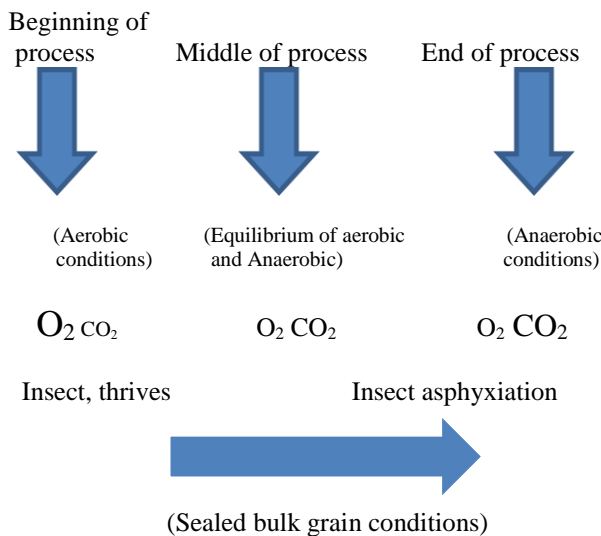 Beginning of
process
Middle of process
End of process
(Aerobic
conditions)
(Equilibrium of aerobic
and Anaerobic)
(Anaerobic
conditions)
O₂ CO₂
O₂ CO₂
O₂ CO₂
Insect, thrives
Insect asphyxiation
(Sealed bulk grain conditions)